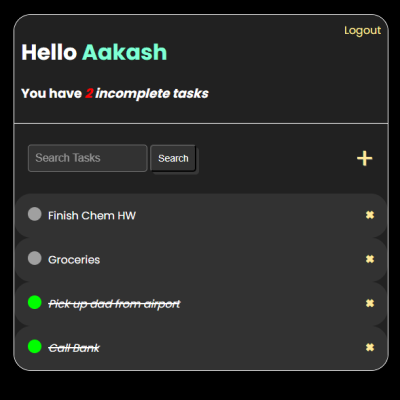 Logout
Hello Aakash
You have 2 incomplete tasks
Search Tasks Search
Finish Chem HW
Groceries
Pick up dad from airport
Call Bank